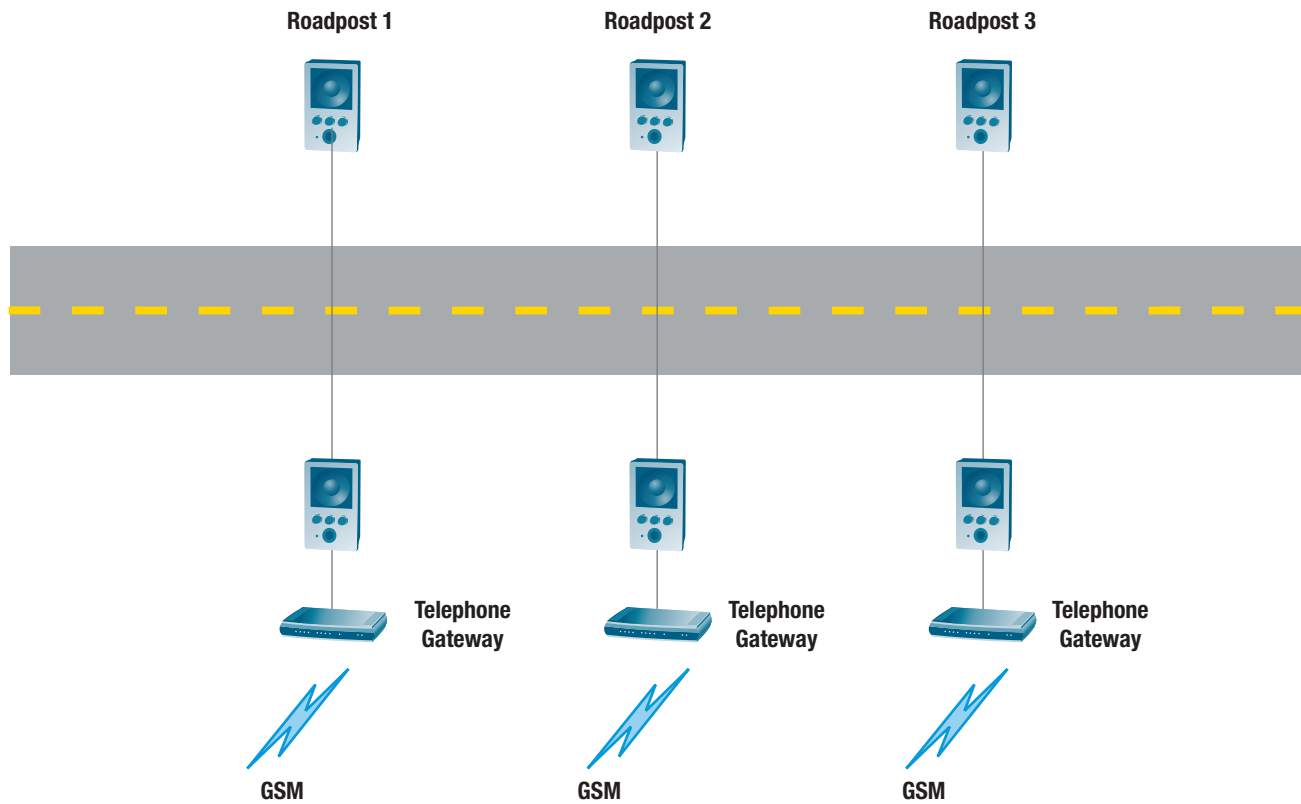 Roadpost 1
Roadpost 2
Roadpost 3
Telephone
Gateway
Telephone
Gateway
Telephone
Gateway
GSM
GSM
GSM